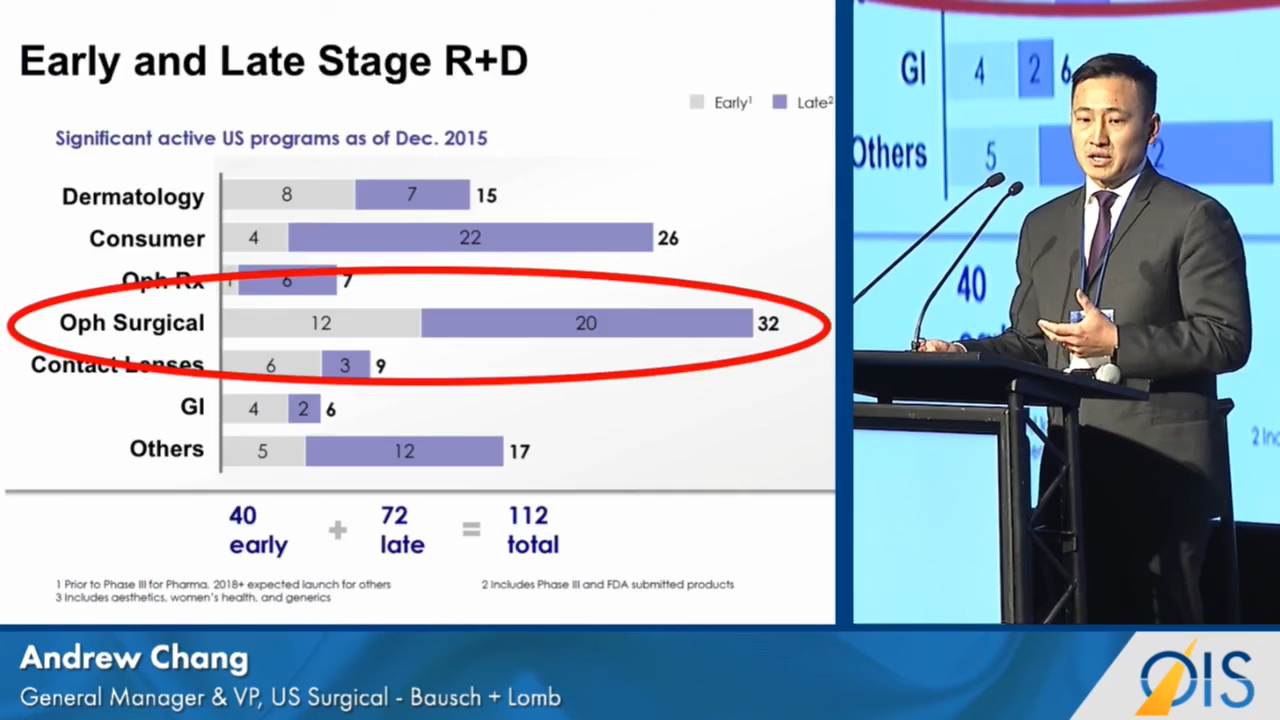 Early and Late Stage R+D
Early¹ Late²
Significant active US programs as of Dec. 2015
Dermatology 8 7 15
Consumer 4 22 26
Oph Rx 1 6 7
Oph Surgical 12 20 32
Contact Lenses 6 3 9
GI 4 2 6
Others 5 12 17
40 early + 72 late = 112 total
1 Prior to Phase III for Pharma, 2018+ expected launch for others
2 Includes Phase III and FDA submitted products
3 Includes aesthetics, women's health, and generics
GI 4 2 6
Others 5 2
40
Andrew Chang
General Manager & VP, US Surgical - Bausch + Lomb
OIS